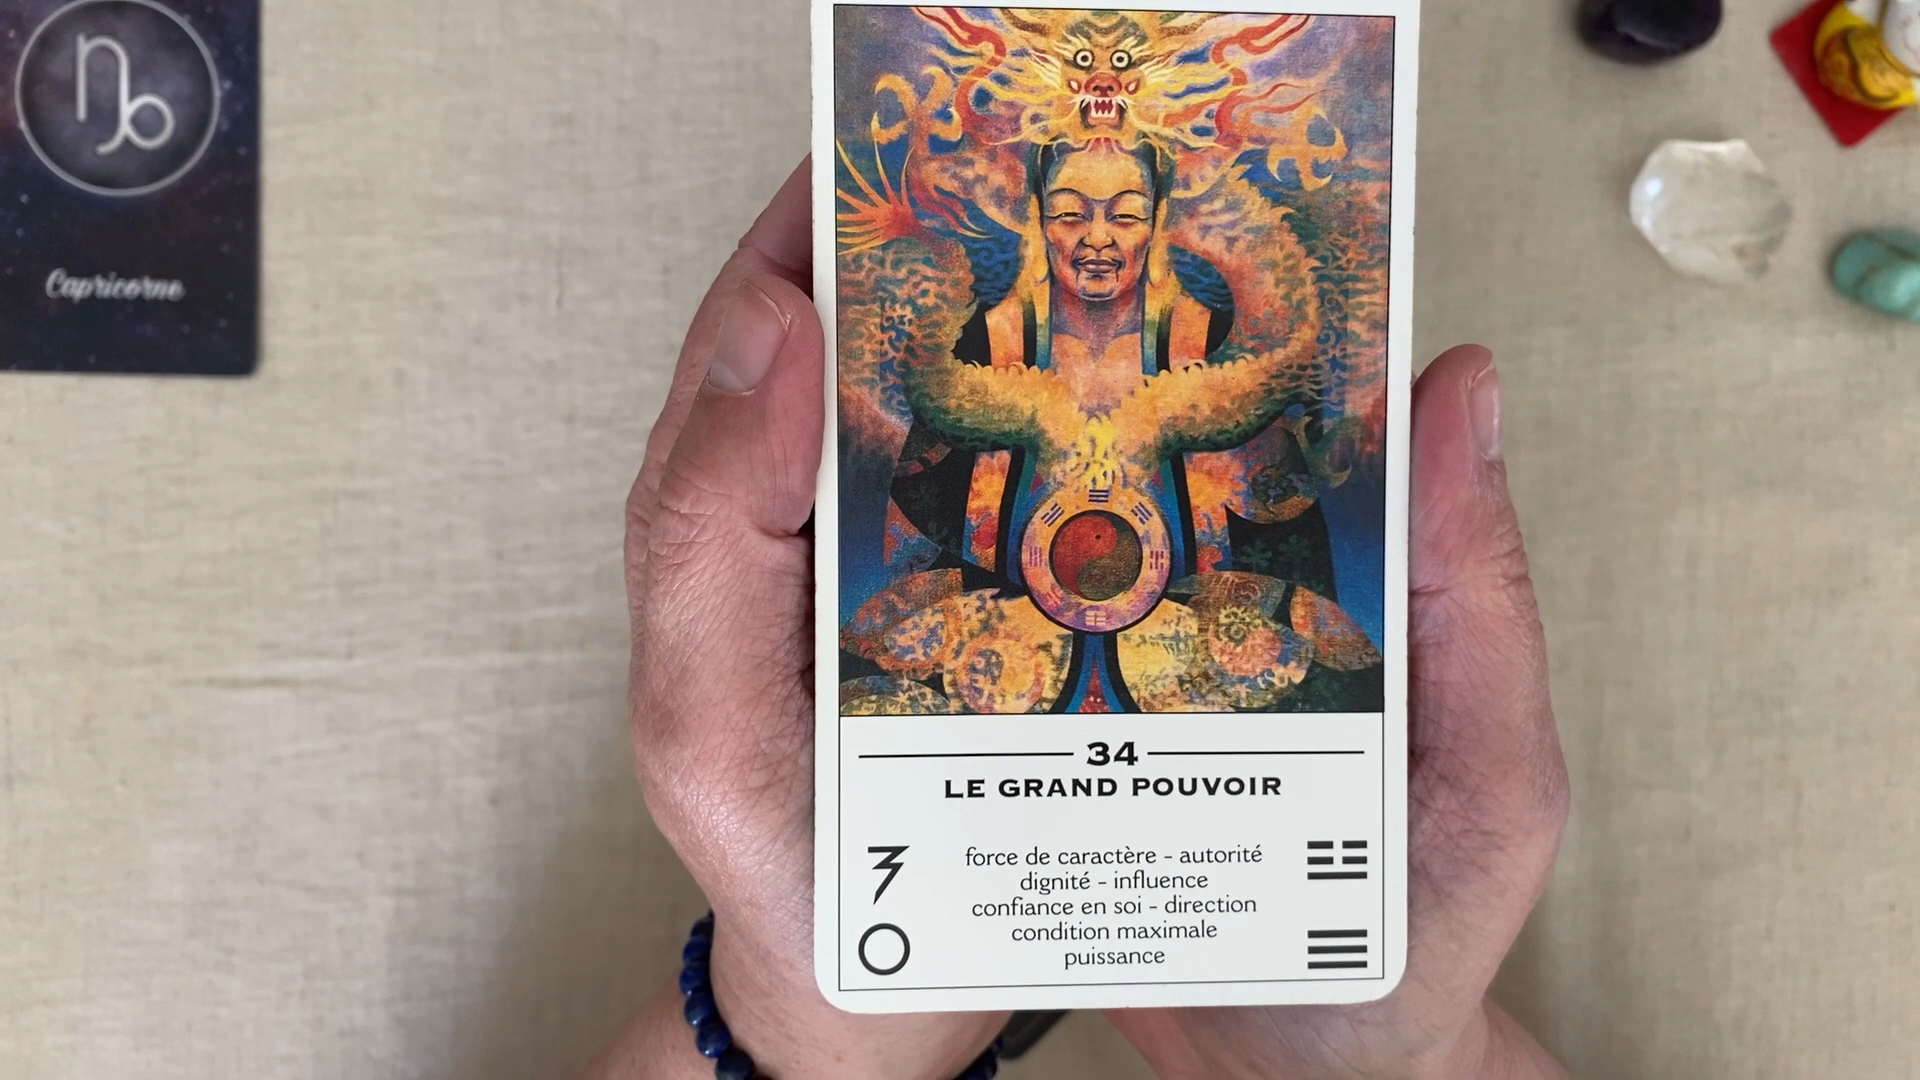 Capricorne
34
LE GRAND POUVOIR
force de caractère - autorité
dignité - influence
confiance en soi - direction
condition maximale
puissance